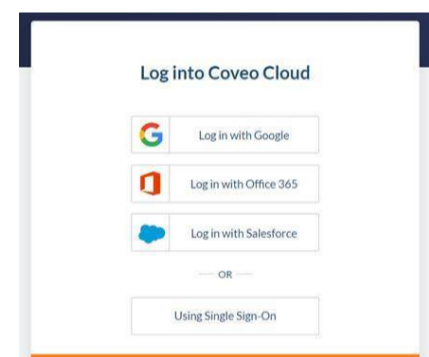 Log into Coveo Cloud
Log in with Google
Log in with Office 365
Log in with Salesforce
OR
Using Single Sign-On